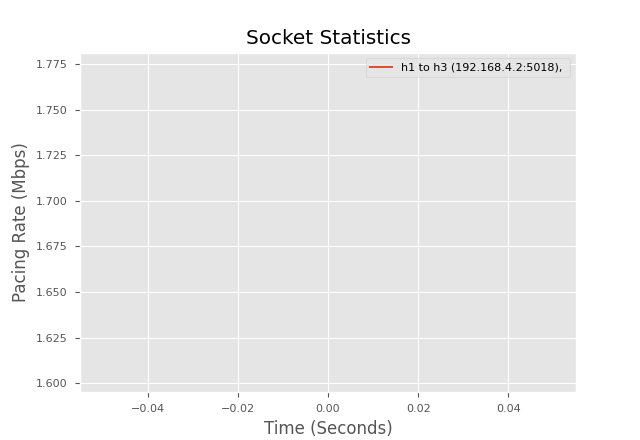 Socket Statistics
h1 to h3 (192.168.4.2:5018),
1.775
1.750
1.725
1.700
1.675
1.650
1.625
1.600
Pacing Rate (Mbps)
−0.04 −0.02 0.00 0.02 0.04
Time (Seconds)